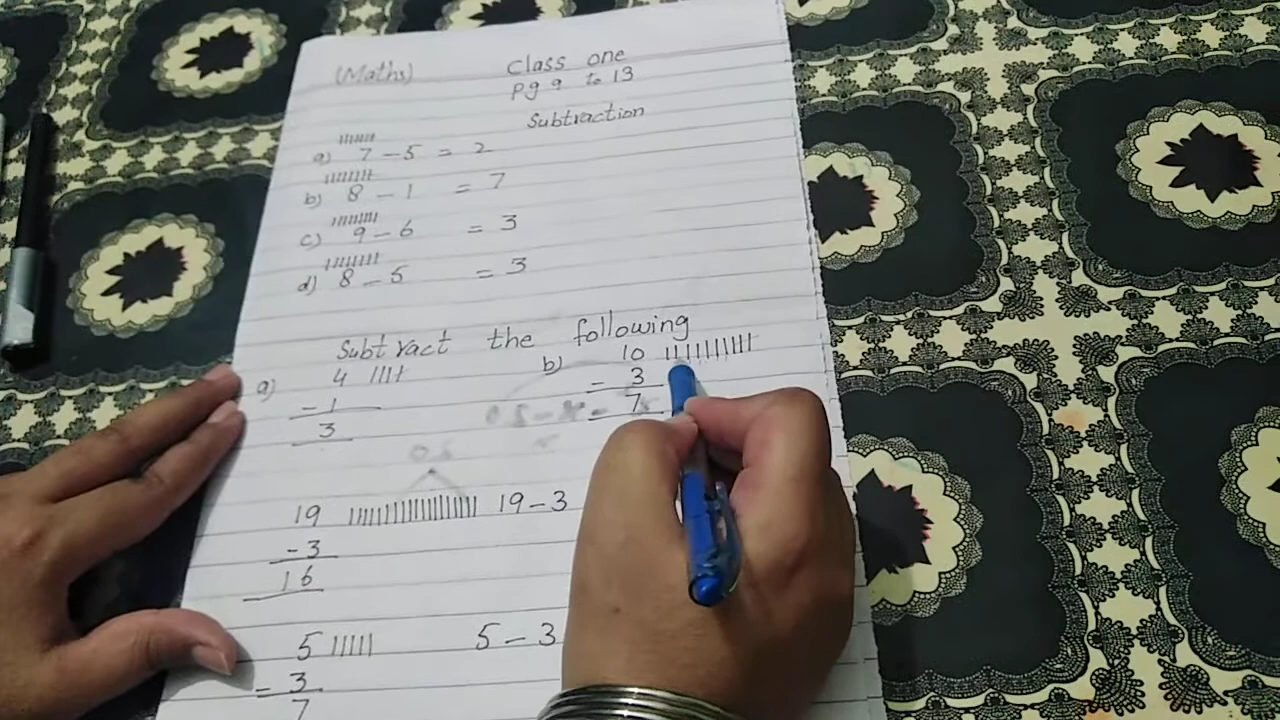 (Maths) Class one
pg 9 to 13
Subtraction
a) 7 - 5 = 2
b) 8 - 1 = 7
c) 9 - 6 = 3
d) 8 - 5 = 3
Subtract the following
a) 4 b) 10
- 1 - 3
3 7
19 19 - 3
- 3
16
5 5 - 3
- 3
7